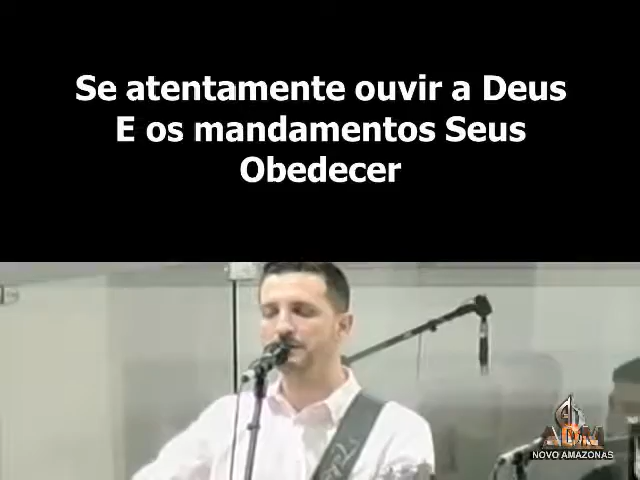 Se atentamente ouvir a Deus
E os mandamentos Seus
Obedecer
ADM
NOVO AMAZONAS